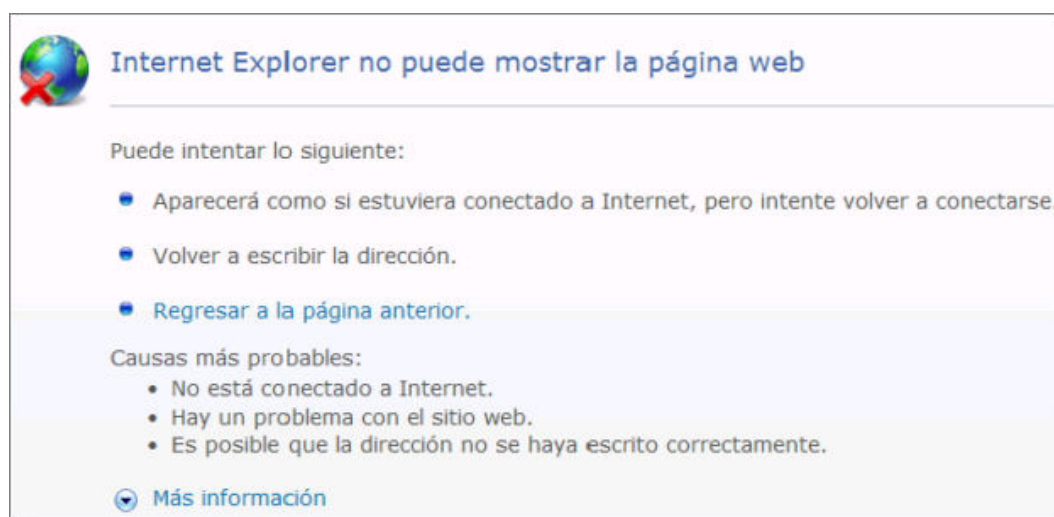 Internet Explorer no puede mostrar la página web
Puede intentar lo siguiente:
Aparecerá como si estuviera conectado a Internet, pero intente volver a conectarse.
Volver a escribir la dirección.
Regresar a la página anterior.
Causas más probables:
• No está conectado a Internet.
• Hay un problema con el sitio web.
• Es posible que la dirección no se haya escrito correctamente.
Más información